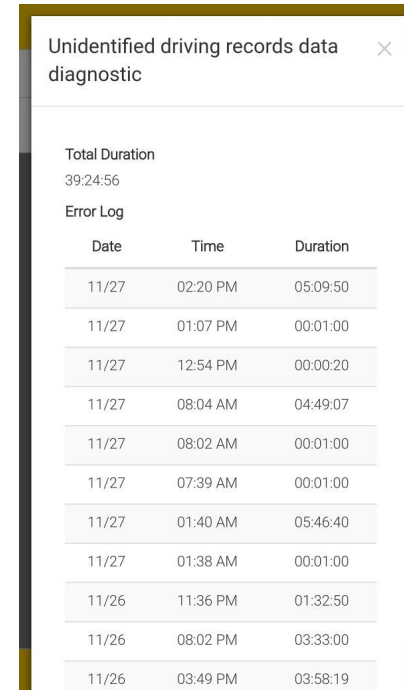 Unidentified driving records data
diagnostic
Total Duration
39:24:56
Error Log
Date Time Duration
11/27 02:20 PM 05:09:50
11/27 01:07 PM 00:01:00
11/27 12:54 PM 00:00:20
11/27 08:04 AM 04:49:07
11/27 08:02 AM 00:01:00
11/27 07:39 AM 00:01:00
11/27 01:40 AM 05:46:40
11/27 01:38 AM 00:01:00
11/26 11:36 PM 01:32:50
11/26 08:02 PM 03:33:00
11/26 03:49 PM 03:58:19